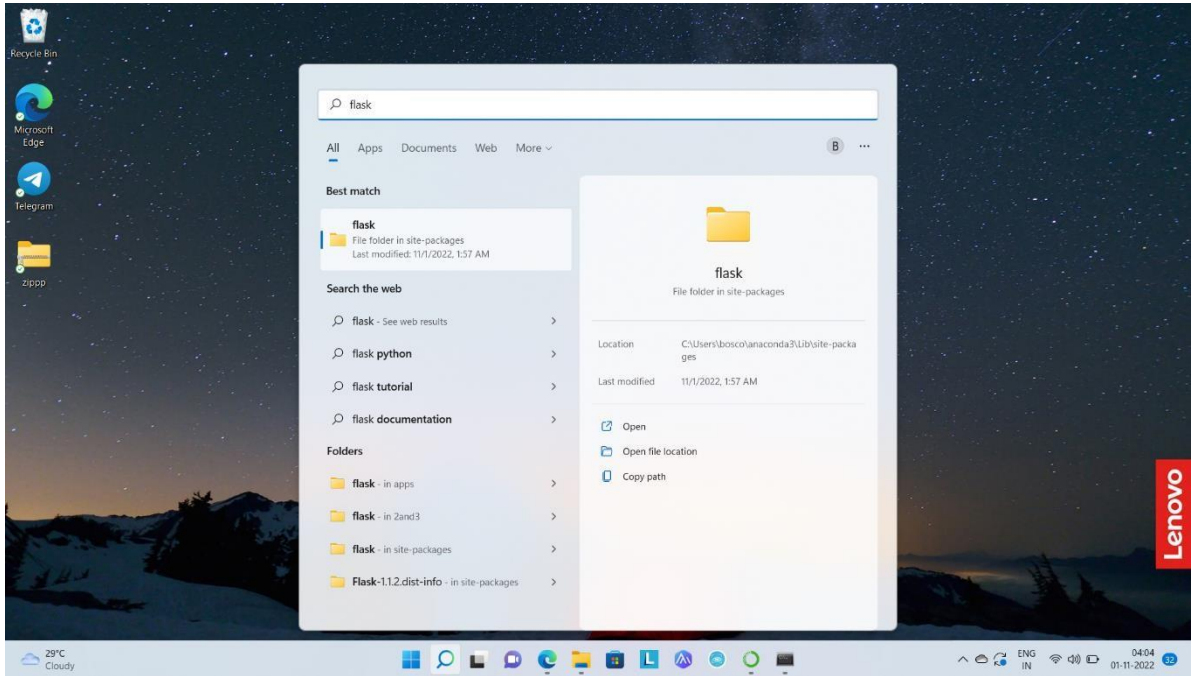 Recycle Bin
Microsoft
Edge
Telegram
zippp
flask
All Apps Documents Web More
B ...
Best match
flask
File folder in site-packages
Last modified: 11/1/2022, 1:57 AM
Search the web
flask - See web results
flask python
flask tutorial
flask documentation
Folders
flask - in apps
flask - in 2and3
flask - in site-packages
Flask-1.1.2.dist-info - in site-packages
flask
File folder in site-packages
Location C:\Users\bosco\anaconda3\Lib\site-packa
ges
Last modified 11/1/2022, 1:57 AM
Open
Open file location
Copy path
Lenovo
29°C
Cloudy
L
ENG
IN
04:04
01-11-2022
32